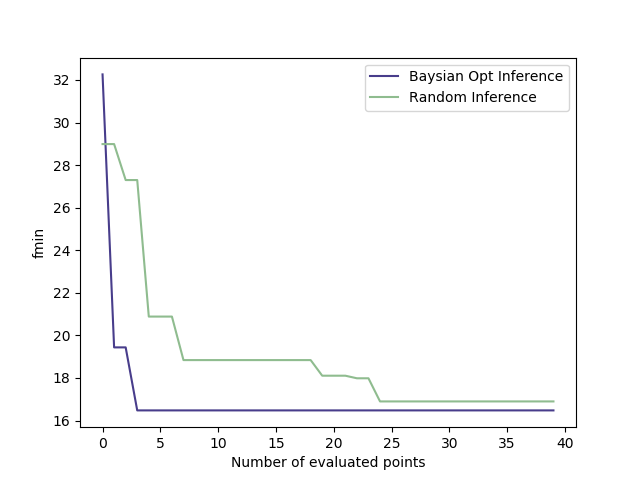 Baysian Opt Inference
Random Inference
fmin
32
30
28
26
24
22
20
18
16
0 5 10 15 20 25 30 35 40
Number of evaluated points